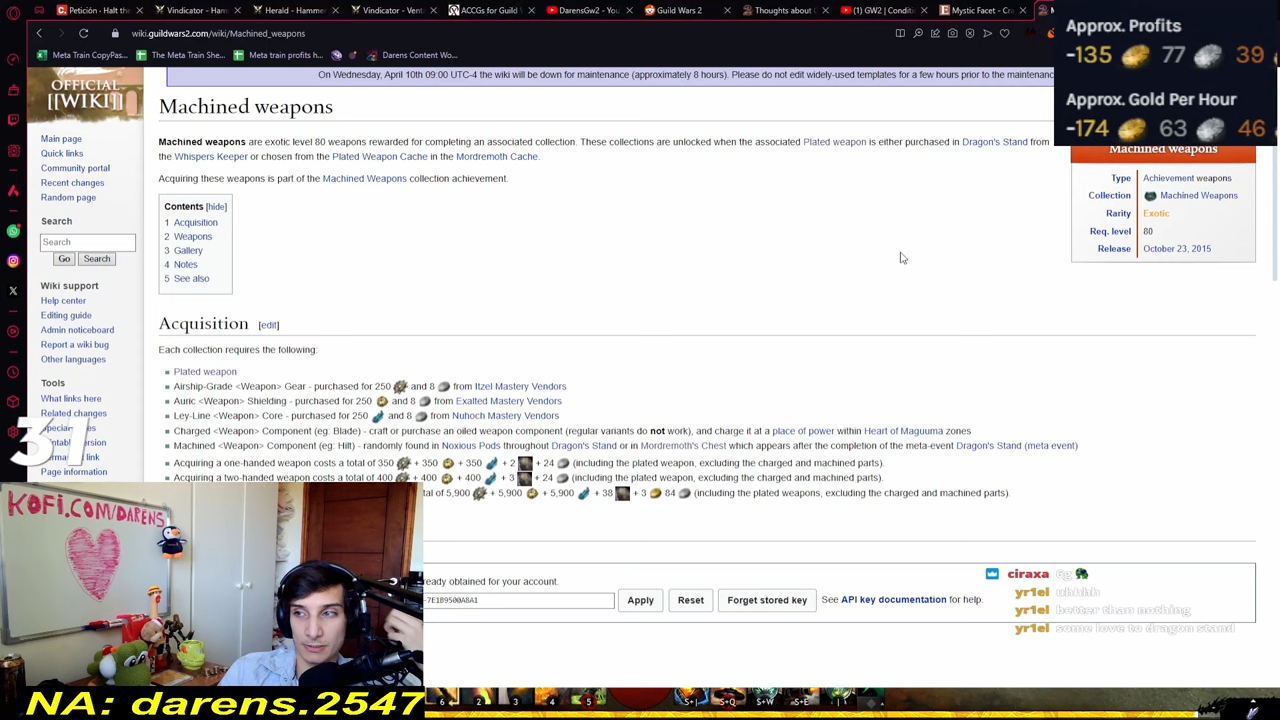 Petición - Halt the
Vindicator - Vent
Herald - Hammer
Vindicator - Ventar
ACCGs for Guild
DarensGw2 - You
Reddit - Guild Wars 2
Thoughts about
(1) GW2 | Condit
Mystic Facet - Cra
wiki.guildwars2.com/wiki/Machined_weapons
Meta Train CopyPas...
The Meta Train She...
Meta train profits h...
Darens Content Wo...
Approx. Profits
-135 77 39
Approx. Gold Per Hour
-174 63 46
OFFICIAL
[[WIKI]]
On Wednesday, April 10th 09:00 UTC-4 the wiki will be down for maintenance (approximately 8 hours). Please do not edit widely-used templates for a few hours prior to the maintenance
Machined weapons
Machined weapons are exotic level 80 weapons rewarded for completing an associated collection. These collections are unlocked when the associated Plated weapon is either purchased in Dragon's Stand from
the Whispers Keeper or chosen from the Plated Weapon Cache in the Mordremoth Cache.
Acquiring these weapons is part of the Machined Weapons collection achievement.
Machined weapons
Type Achievement weapons
Collection Machined Weapons
Rarity Exotic
Req. level 80
Release October 23, 2015
Main page
Quick links
Community portal
Recent changes
Random page
Search
Search
Go Search
Wiki support
Help center
Editing guide
Admin noticeboard
Report a wiki bug
Other languages
Tools
What links here
Related changes
Page information
31
Contents [hide]
1 Acquisition
2 Weapons
3 Gallery
4 Notes
5 See also
Acquisition [edit]
Each collection requires the following:
Plated weapon
Airship-Grade <Weapon> Gear - purchased for 250 and 8 from Itzel Mastery Vendors
Auric <Weapon> Shielding - purchased for 250 and 8 from Exalted Mastery Vendors
Ley-Line <Weapon> Core - purchased for 250 and 8 from Nuhoch Mastery Vendors
Charged <Weapon> Component (eg: Blade) - craft or purchase an oiled weapon component (regular variants do not work), and charge it at a place of power within Heart of Maguuma zones
Machined <Weapon> Component (eg: Hilt) - randomly found in Noxious Pods throughout Dragon's Stand or in Mordremoth's Chest which appears after the completion of the meta-event Dragon's Stand (meta event)
Acquiring a one-handed weapon costs a total of 350 + 350 + 350 + 2 + 24 (including the plated weapon, excluding the charged and machined parts).
Acquiring a two-handed weapon costs a total of 400 + 400 + 400 + 3 + 24 (including the plated weapon, excluding the charged and machined parts).
total of 5,900 + 5,900 + 5,900 + 38 + 3 84 (including the plated weapons, excluding the charged and machined parts).
ready obtained for your account.
-7E1B9500A8A1 Apply Reset Forget stored key See API key documentation for help.
ciraxa 6g
yr1el uhhhh
yr1el better than nothing
yr1el some love to dragon stand
KOFI.COM/DARENS
NA: darens.2547
6 2 3 4 5 S+I S+Q S+W S+E